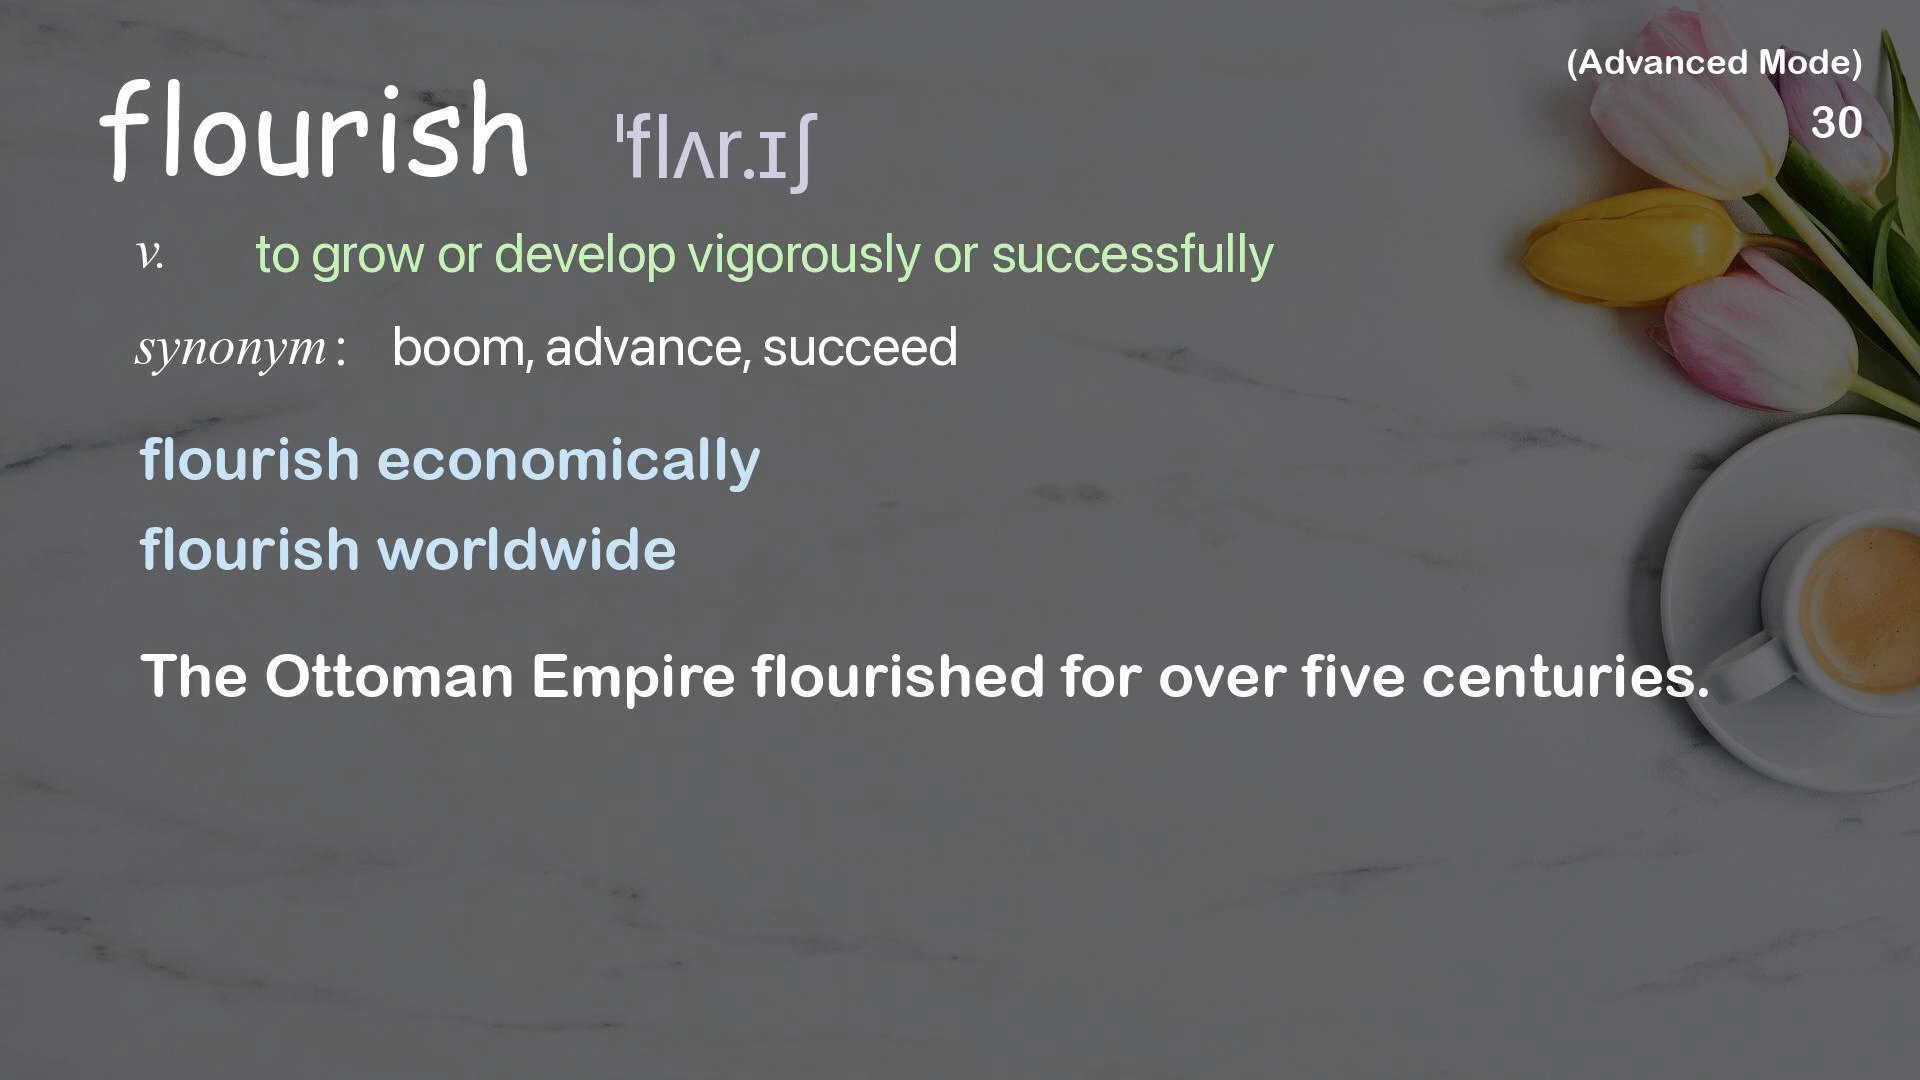 (Advanced Mode)
30
flourish ˈflʌr.ɪʃ
v. to grow or develop vigorously or successfully
synonym: boom, advance, succeed
flourish economically
flourish worldwide
The Ottoman Empire flourished for over five centuries.